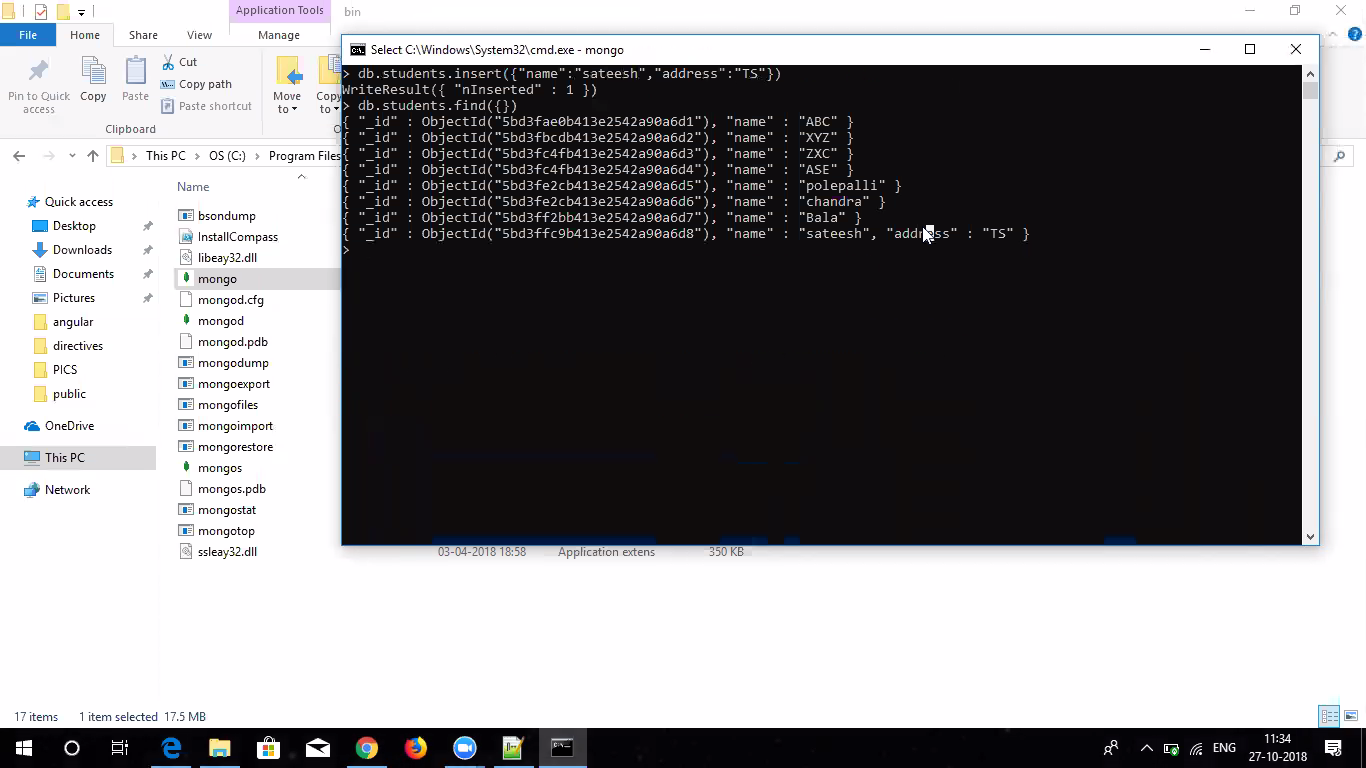 Application Tools
bin
File
Home
Share
View
Manage
Pin to Quick access
Copy
Paste
Cut
Copy path
Paste shortcut
Move to
Copy
Clipboard
This PC
OS (C:)
Program Files
Name
Quick access
Desktop
Downloads
Documents
Pictures
angular
directives
PICS
public
OneDrive
This PC
Network
bsondump
InstallCompass
libeay32.dll
mongo
mongod.cfg
mongod
mongod.pdb
mongodump
mongoexport
mongofiles
mongoimport
mongorestore
mongos
mongos.pdb
mongostat
mongotop
ssleay32.dll
03-04-2018 18:58 Application extens 350 KB
Select C:\Windows\System32\cmd.exe - mongo
> db.students.insert({"name":"sateesh","address":"TS"})
WriteResult({ "nInserted" : 1 })
> db.students.find({})
{ "_id" : ObjectId("5bd3fae0b413e2542a90a6d1"), "name" : "ABC" }
{ "_id" : ObjectId("5bd3fbcdb413e2542a90a6d2"), "name" : "XYZ" }
{ "_id" : ObjectId("5bd3fc4fb413e2542a90a6d3"), "name" : "ZXC" }
{ "_id" : ObjectId("5bd3fc4fb413e2542a90a6d4"), "name" : "ASE" }
{ "_id" : ObjectId("5bd3fe2cb413e2542a90a6d5"), "name" : "polepalli" }
{ "_id" : ObjectId("5bd3fe2cb413e2542a90a6d6"), "name" : "chandra" }
{ "_id" : ObjectId("5bd3ff2bb413e2542a90a6d7"), "name" : "Bala" }
{ "_id" : ObjectId("5bd3ffc9b413e2542a90a6d8"), "name" : "sateesh", "address" : "TS" }
>
17 items 1 item selected 17.5 MB
ENG
11:34
27-10-2018